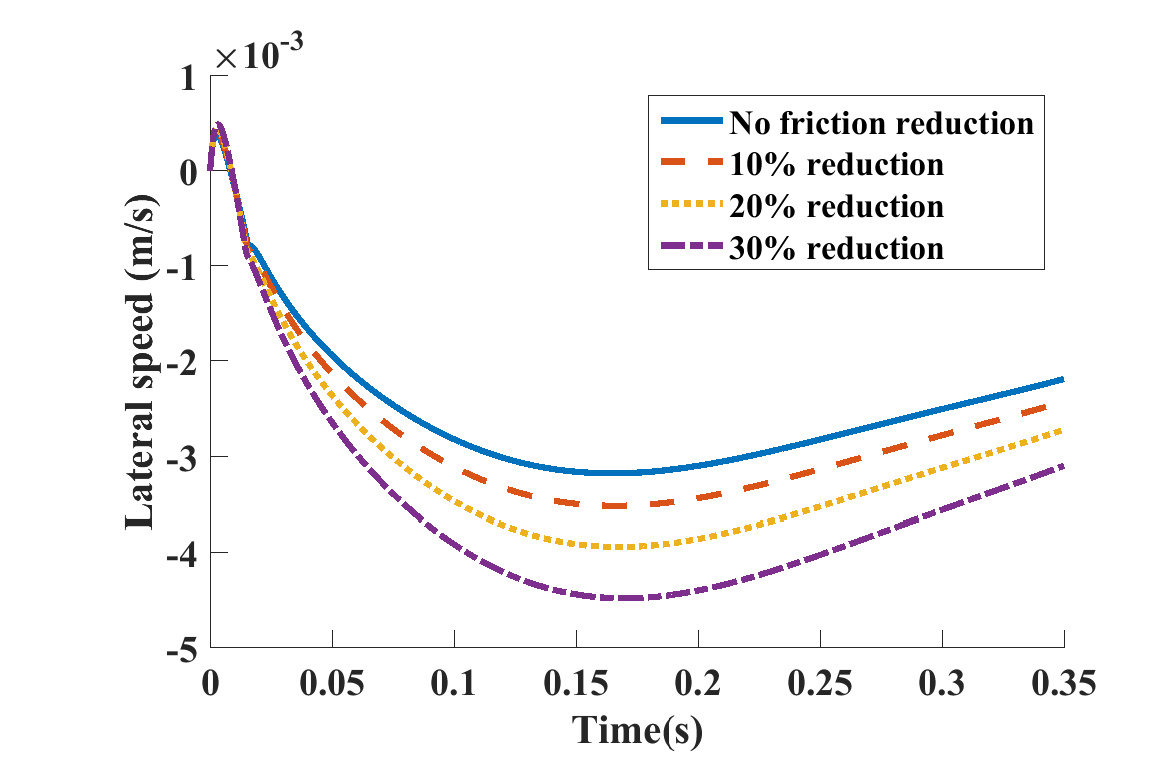 ×10-3
1
0
-1
-2
-3
-4
-5
Lateral speed (m/s)
No friction reduction
10% reduction
20% reduction
30% reduction
0 0.05 0.1 0.15 0.2 0.25 0.3 0.35
Time(s)